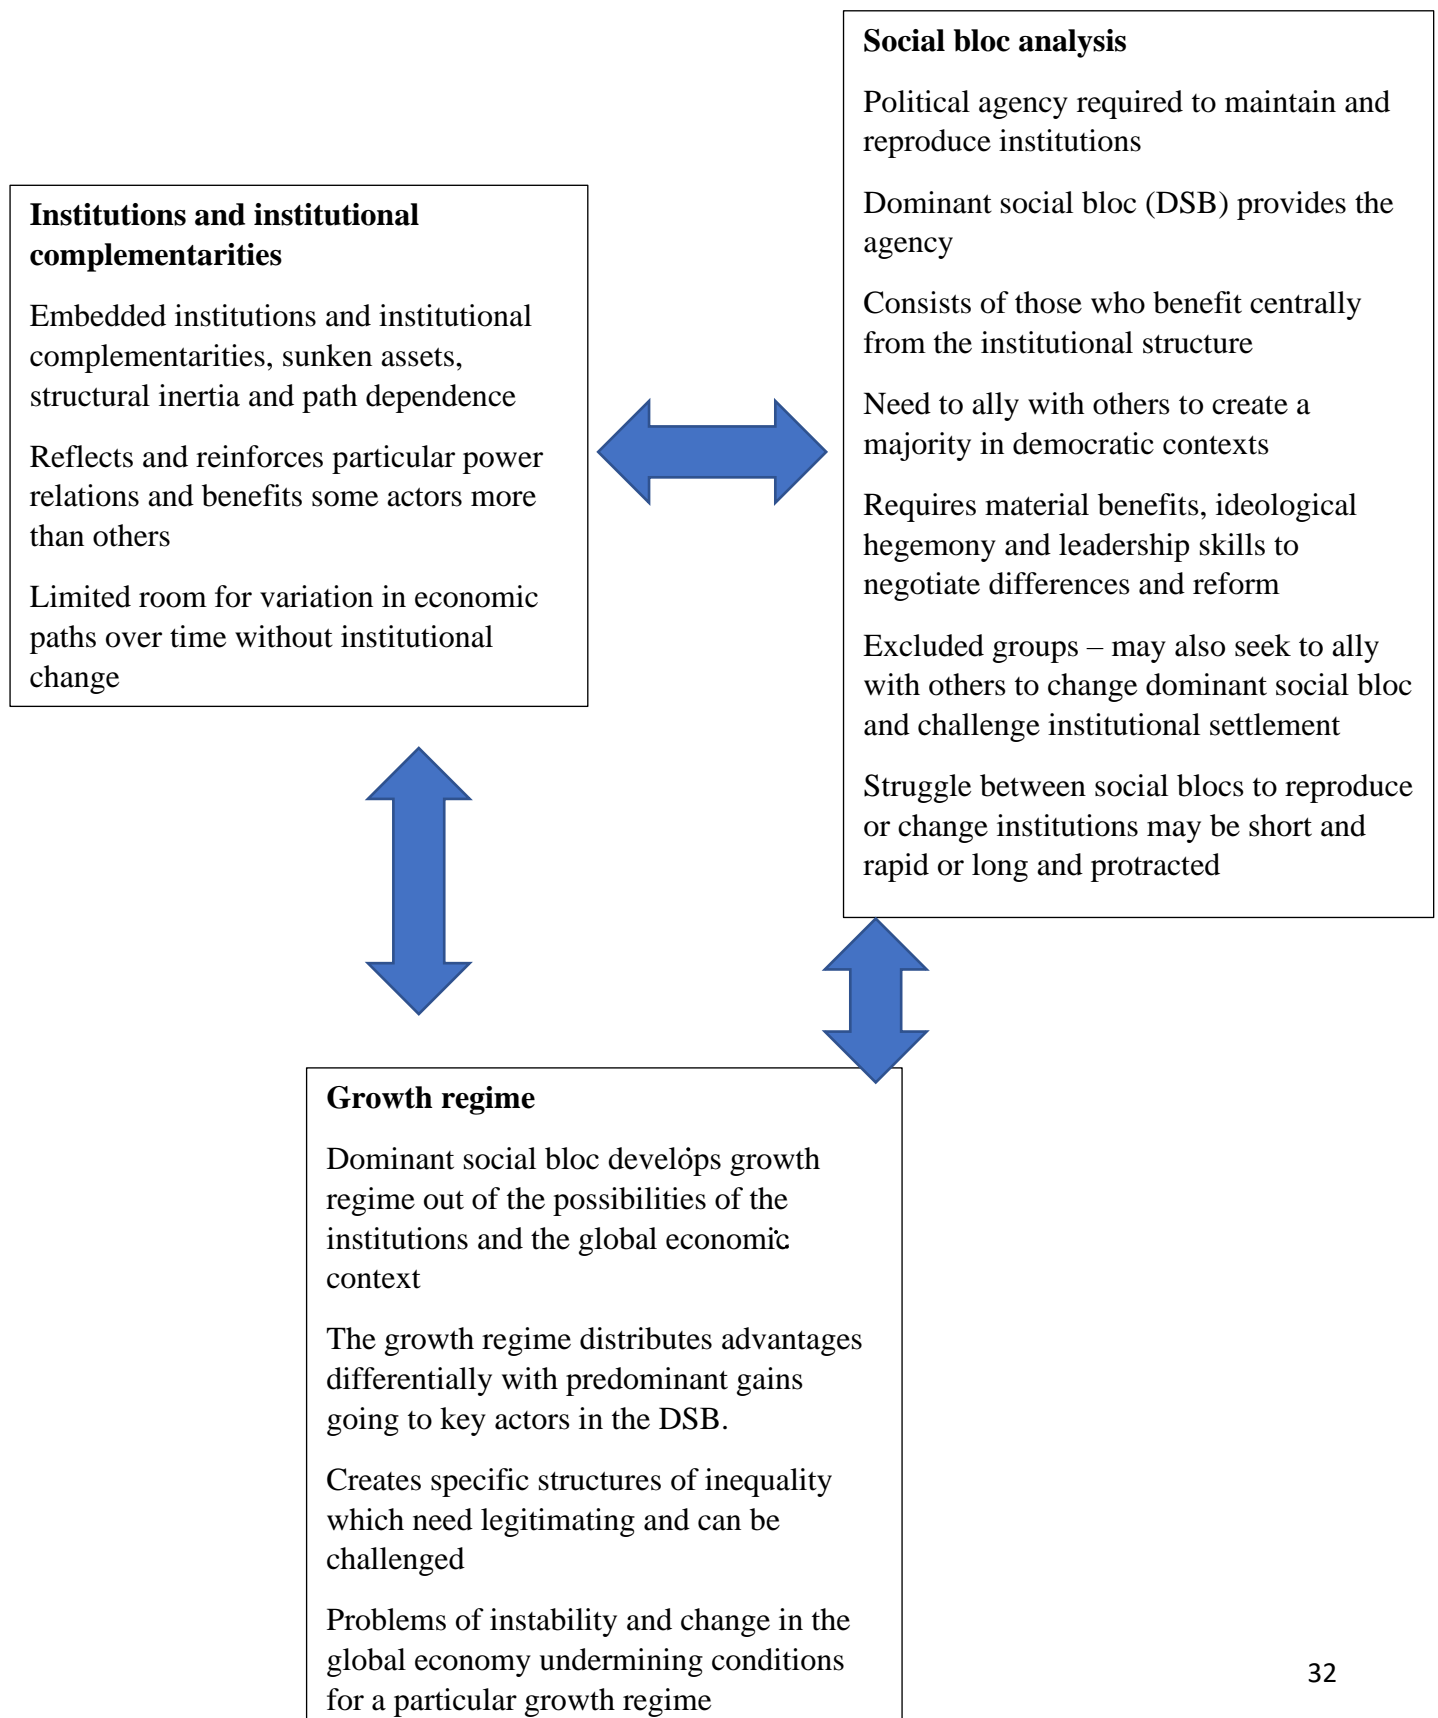 Social bloc analysis
Political agency required to maintain and
reproduce institutions
Dominant social bloc (DSB) provides the
agency
Consists of those who benefit centrally
from the institutional structure
Need to ally with others to create a
majority in democratic contexts
Requires material benefits, ideological
hegemony and leadership skills to
negotiate differences and reform
Excluded groups – may also seek to ally
with others to change dominant social bloc
and challenge institutional settlement
Struggle between social blocs to reproduce
or change institutions may be short and
rapid or long and protracted
Institutions and institutional
complementarities
Embedded institutions and institutional
complementarities, sunken assets,
structural inertia and path dependence
Reflects and reinforces particular power
relations and benefits some actors more
than others
Limited room for variation in economic
paths over time without institutional
change
Growth regime
Dominant social bloc develops growth
regime out of the possibilities of the
institutions and the global economic
context
The growth regime distributes advantages
differentially with predominant gains
going to key actors in the DSB.
Creates specific structures of inequality
which need legitimating and can be
challenged
Problems of instability and change in the
global economy undermining conditions
for a particular growth regime
32